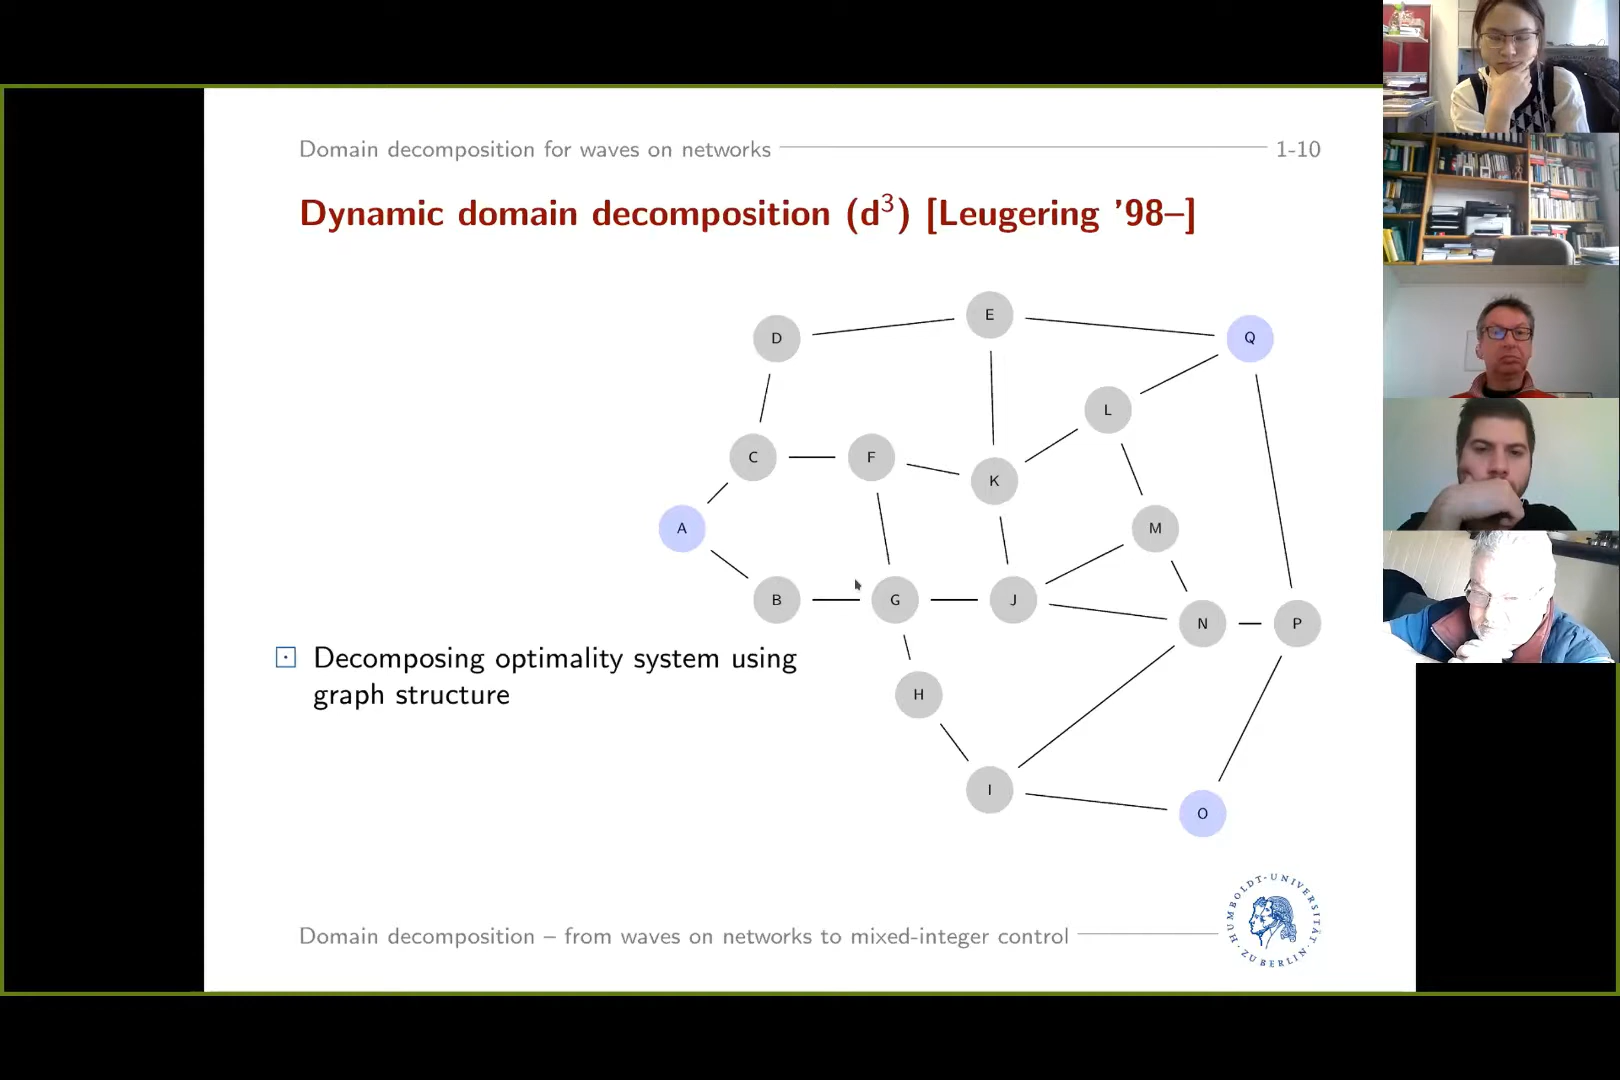 Domain decomposition for waves on networks 1-10
Dynamic domain decomposition (d³) [Leugering ’98–]
E
D
Q
L
C
F
K
A
M
B
G
J
N
P
Decomposing optimality system using
graph structure
H
I
O
Domain decomposition – from waves on networks to mixed-integer control
HUMBOLDT-UNIVERSITÄT
ZU BERLIN